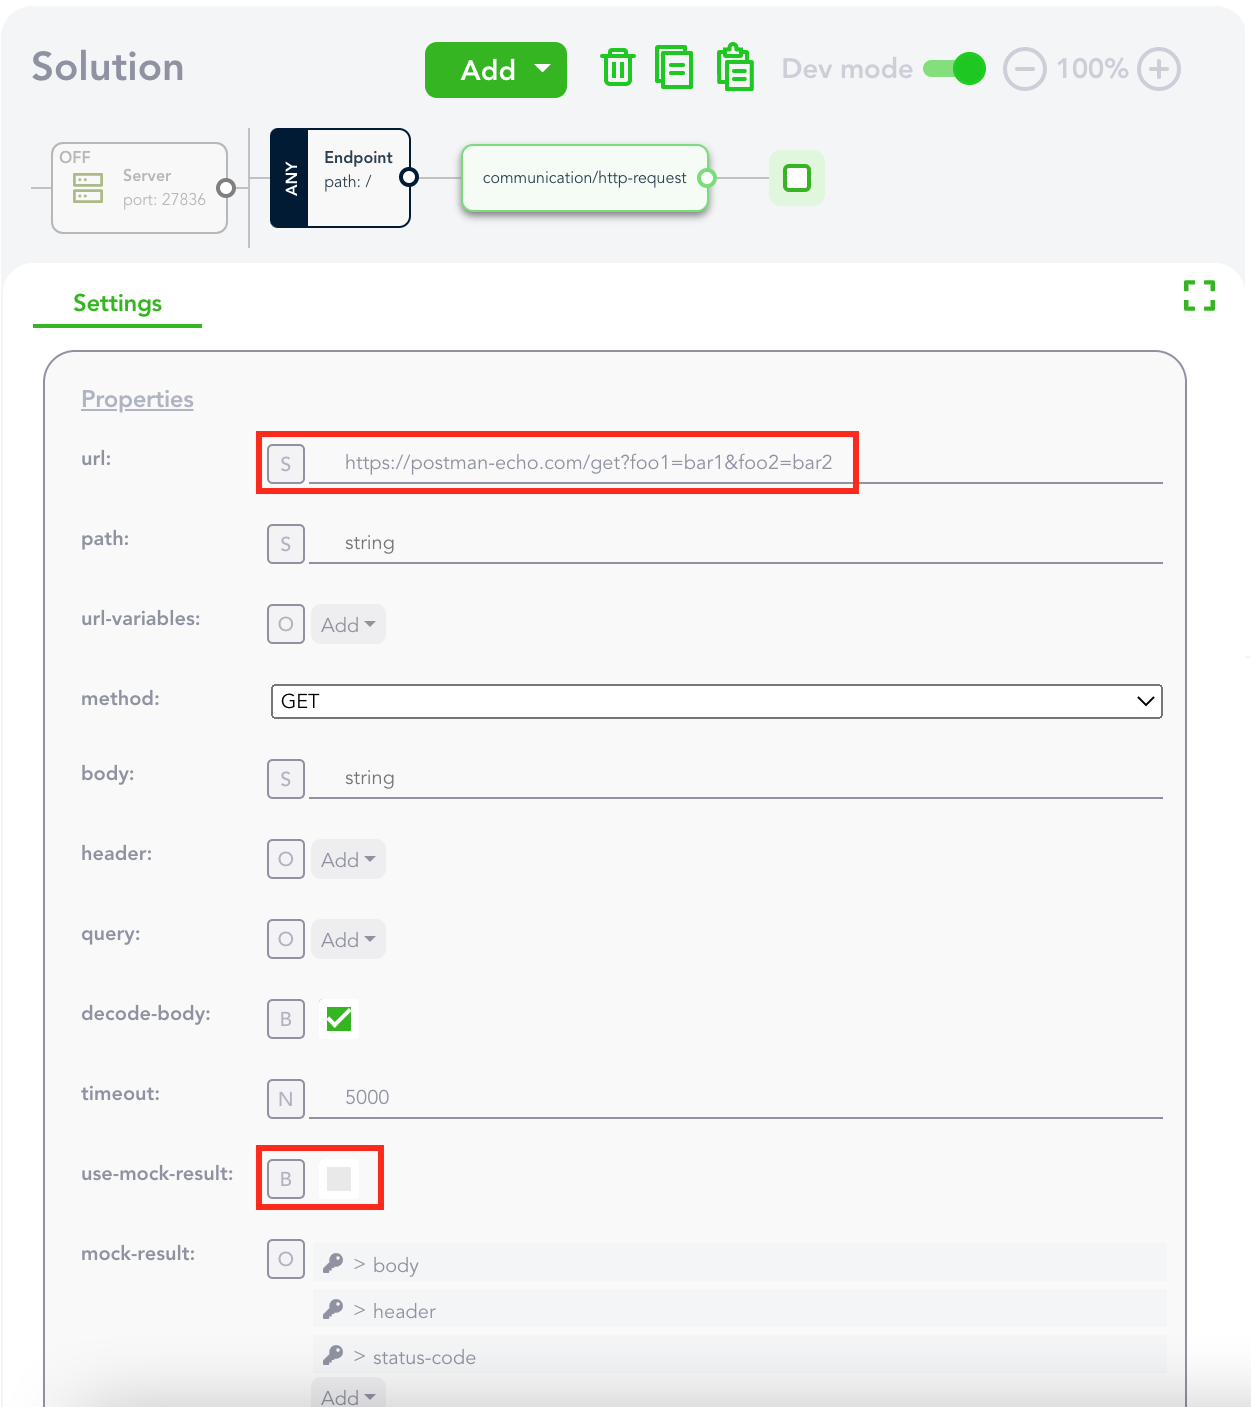 Solution
Add
Dev mode
100%
OFF
Server
port: 27836
ANY
Endpoint
path: /
communication/http-request
Settings
Properties
url: S https://postman-echo.com/get?foo1=bar1&foo2=bar2
path: S string
url-variables: O Add
method: GET
body: S string
header: O Add
query: O Add
decode-body: B
timeout: N 5000
use-mock-result: B
mock-result: O > body
> header
> status-code
Add